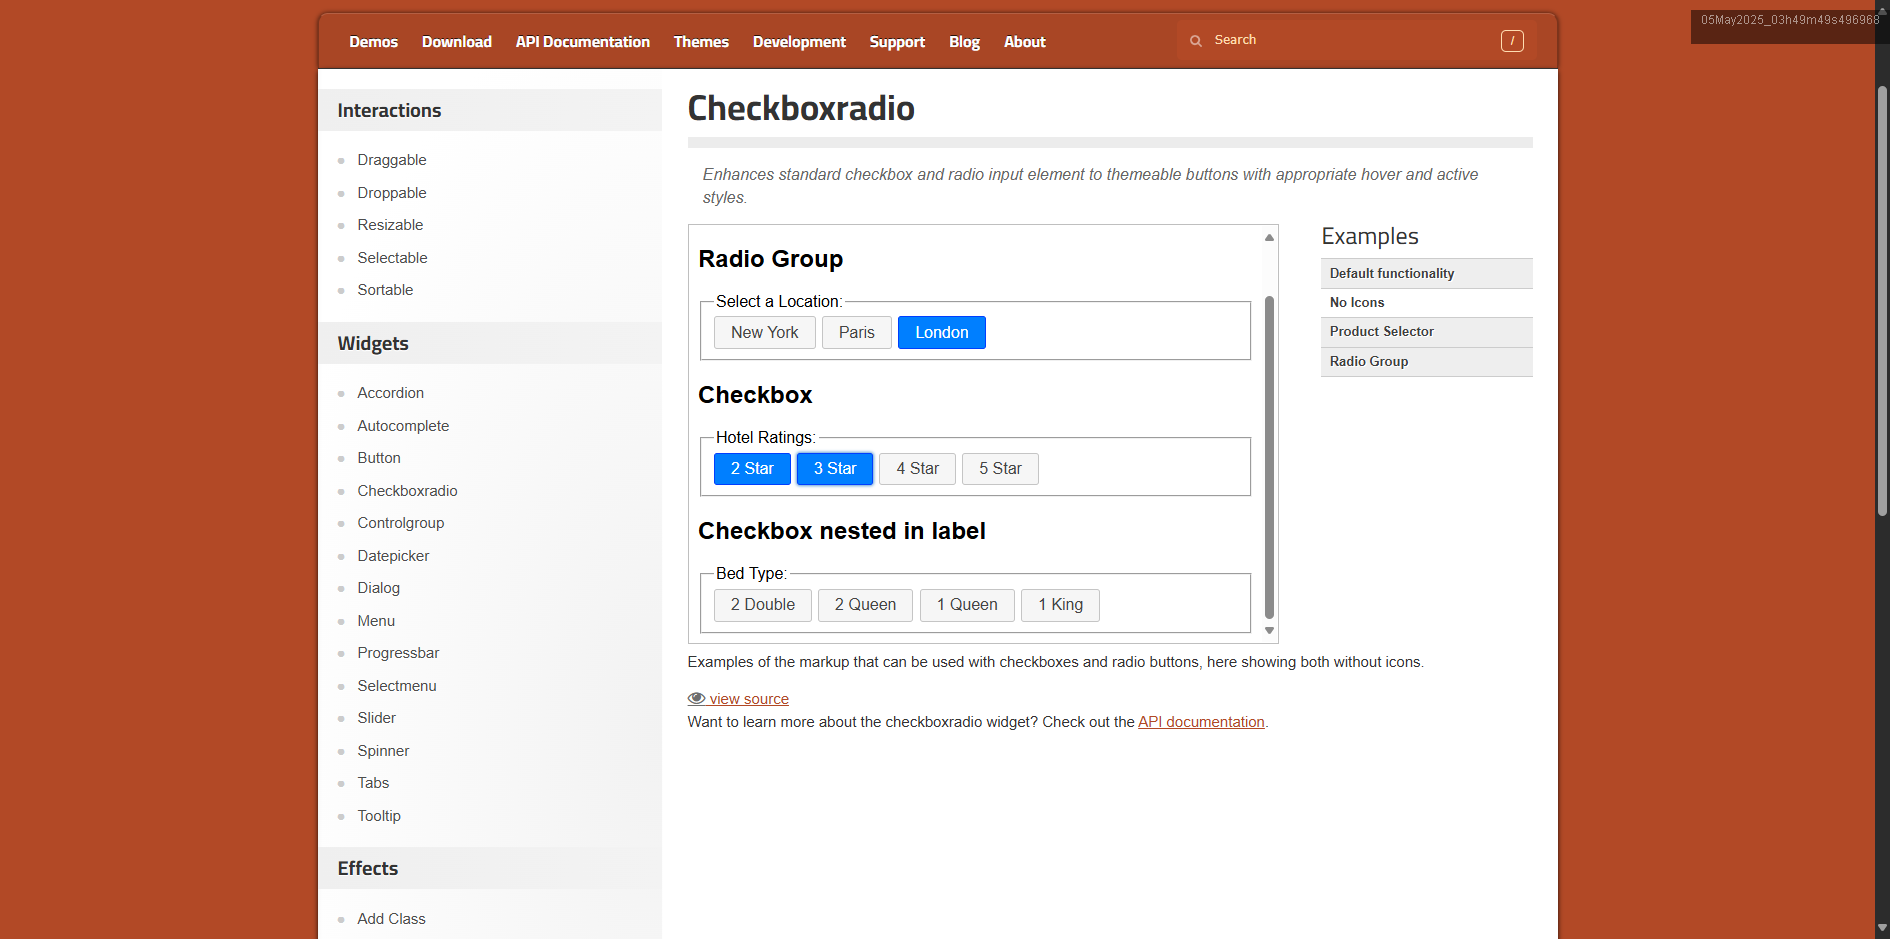 05May2025_03h49m49s496968
Demos Download API Documentation Themes Development Support Blog About Search /
Interactions
Draggable
Droppable
Resizable
Selectable
Sortable
Widgets
Accordion
Autocomplete
Button
Checkboxradio
Controlgroup
Datepicker
Dialog
Menu
Progressbar
Selectmenu
Slider
Spinner
Tabs
Tooltip
Effects
Add Class
Checkboxradio
Enhances standard checkbox and radio input element to themeable buttons with appropriate hover and active
styles.
Radio Group
Select a Location:
New York Paris London
Checkbox
Hotel Ratings:
2 Star 3 Star 4 Star 5 Star
Checkbox nested in label
Bed Type:
2 Double 2 Queen 1 Queen 1 King
Examples of the markup that can be used with checkboxes and radio buttons, here showing both without icons.
view source
Want to learn more about the checkboxradio widget? Check out the API documentation.
Examples
Default functionality
No Icons
Product Selector
Radio Group